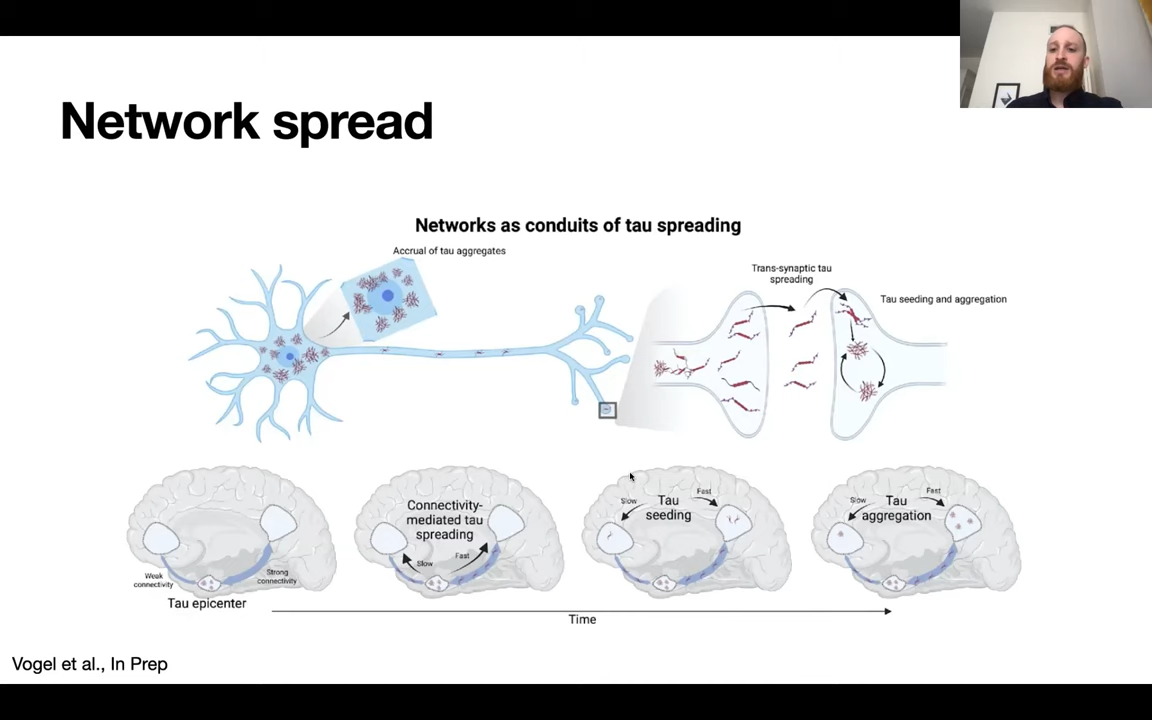 Network spread
Networks as conduits of tau spreading
Accrual of tau aggregates
Trans-synaptic tau
spreading
Tau seeding and aggregation
Weak
connectivity
Strong
connectivity
Tau epicenter
Connectivity-
mediated tau
spreading
Slow
Fast
Slow
Tau
seeding
Fast
Slow
Tau
aggregation
Fast
Time
Vogel et al., In Prep